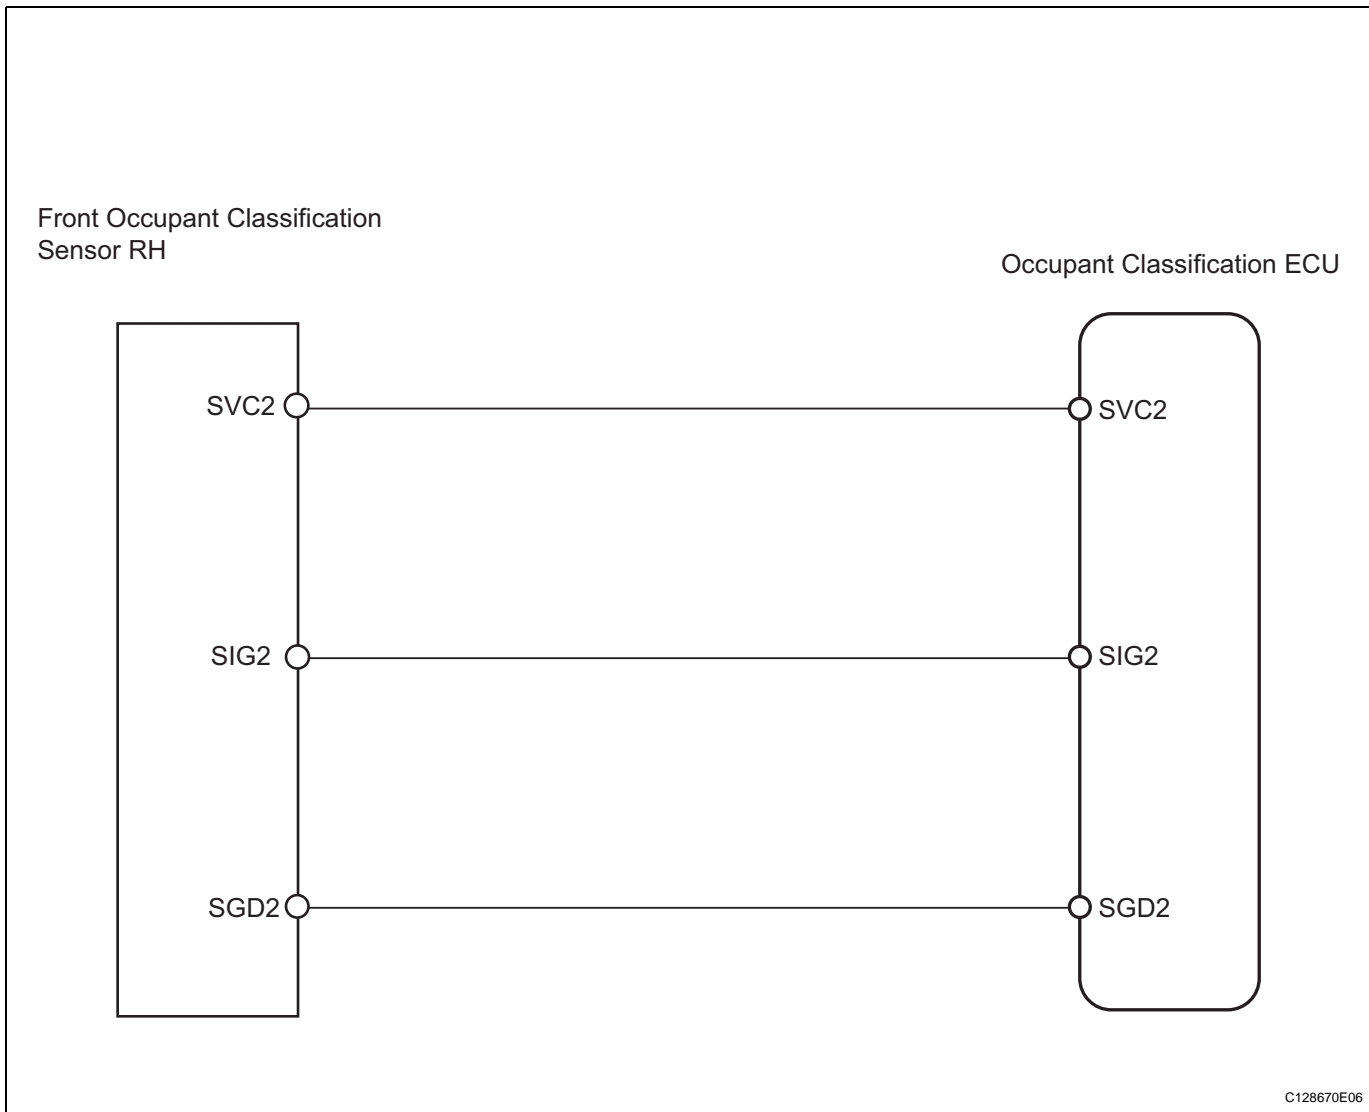 Front Occupant Classification
Sensor RH
Occupant Classification ECU
SVC2
SVC2
SIG2
SIG2
SGD2
SGD2
C128670E06